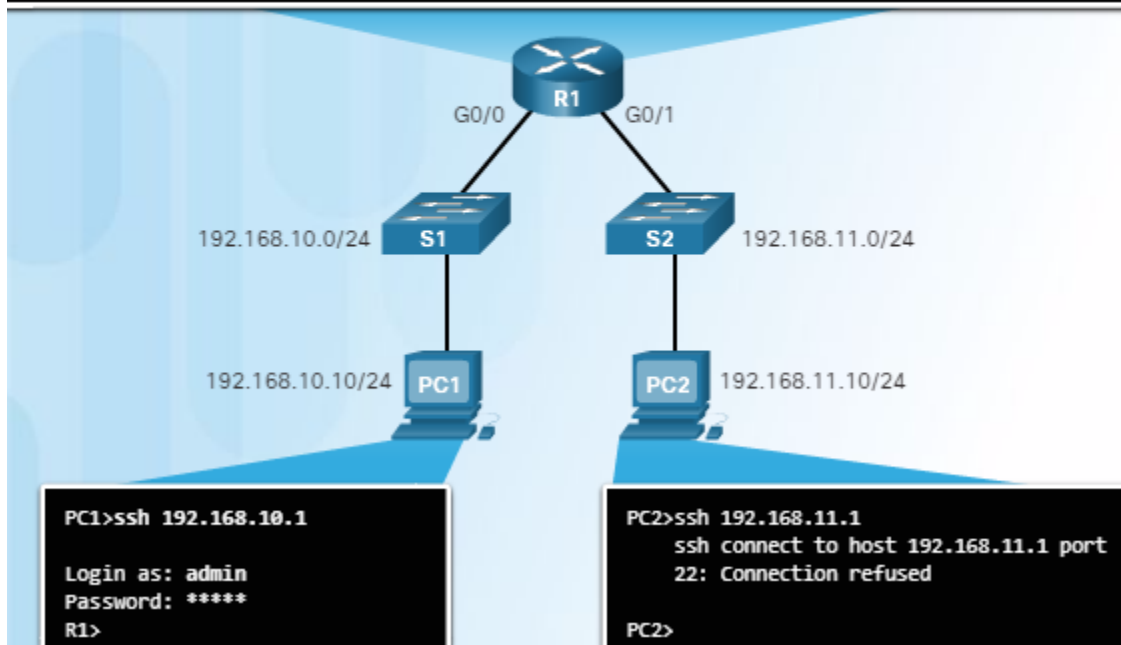 R1
G0/0
G0/1
192.168.10.0/24
S1
S2
192.168.11.0/24
192.168.10.10/24
PC1
PC2
192.168.11.10/24
PC1>ssh 192.168.10.1
Login as: admin
Password: *****
R1>
PC2>ssh 192.168.11.1
ssh connect to host 192.168.11.1 port
22: Connection refused
PC2>